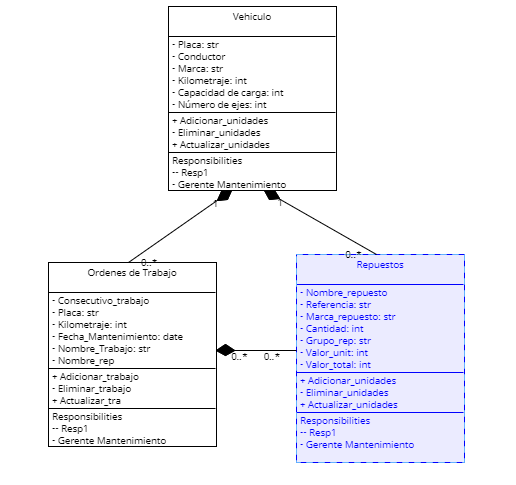 Vehiculo
- Placa: str
- Conductor
- Marca: str
- Kilometraje: int
- Capacidad de carga: int
- Número de ejes: int
+ Adicionar_unidades
- Eliminar_unidades
+ Actualizar_unidades
Responsibilities
-- Resp1
- Gerente Mantenimiento
1
1
0..*
0..*
Ordenes de Trabajo
- Consecutivo_trabajo
- Placa: str
- Kilometraje: int
- Fecha_Mantenimiento: date
- Nombre_Trabajo: str
- Nombre_rep
+ Adicionar_trabajo
- Eliminar_trabajo
+ Actualizar_tra
Responsibilities
-- Resp1
- Gerente Mantenimiento
0..*
0..*
Repuestos
- Nombre_repuesto
- Referencia: str
- Marca_repuesto: str
- Cantidad: int
- Grupo_rep: str
- Valor_unit: int
- Valor_total: int
+ Adicionar_unidades
- Eliminar_unidades
+ Actualizar_unidades
Responsibilities
-- Resp1
- Gerente Mantenimiento